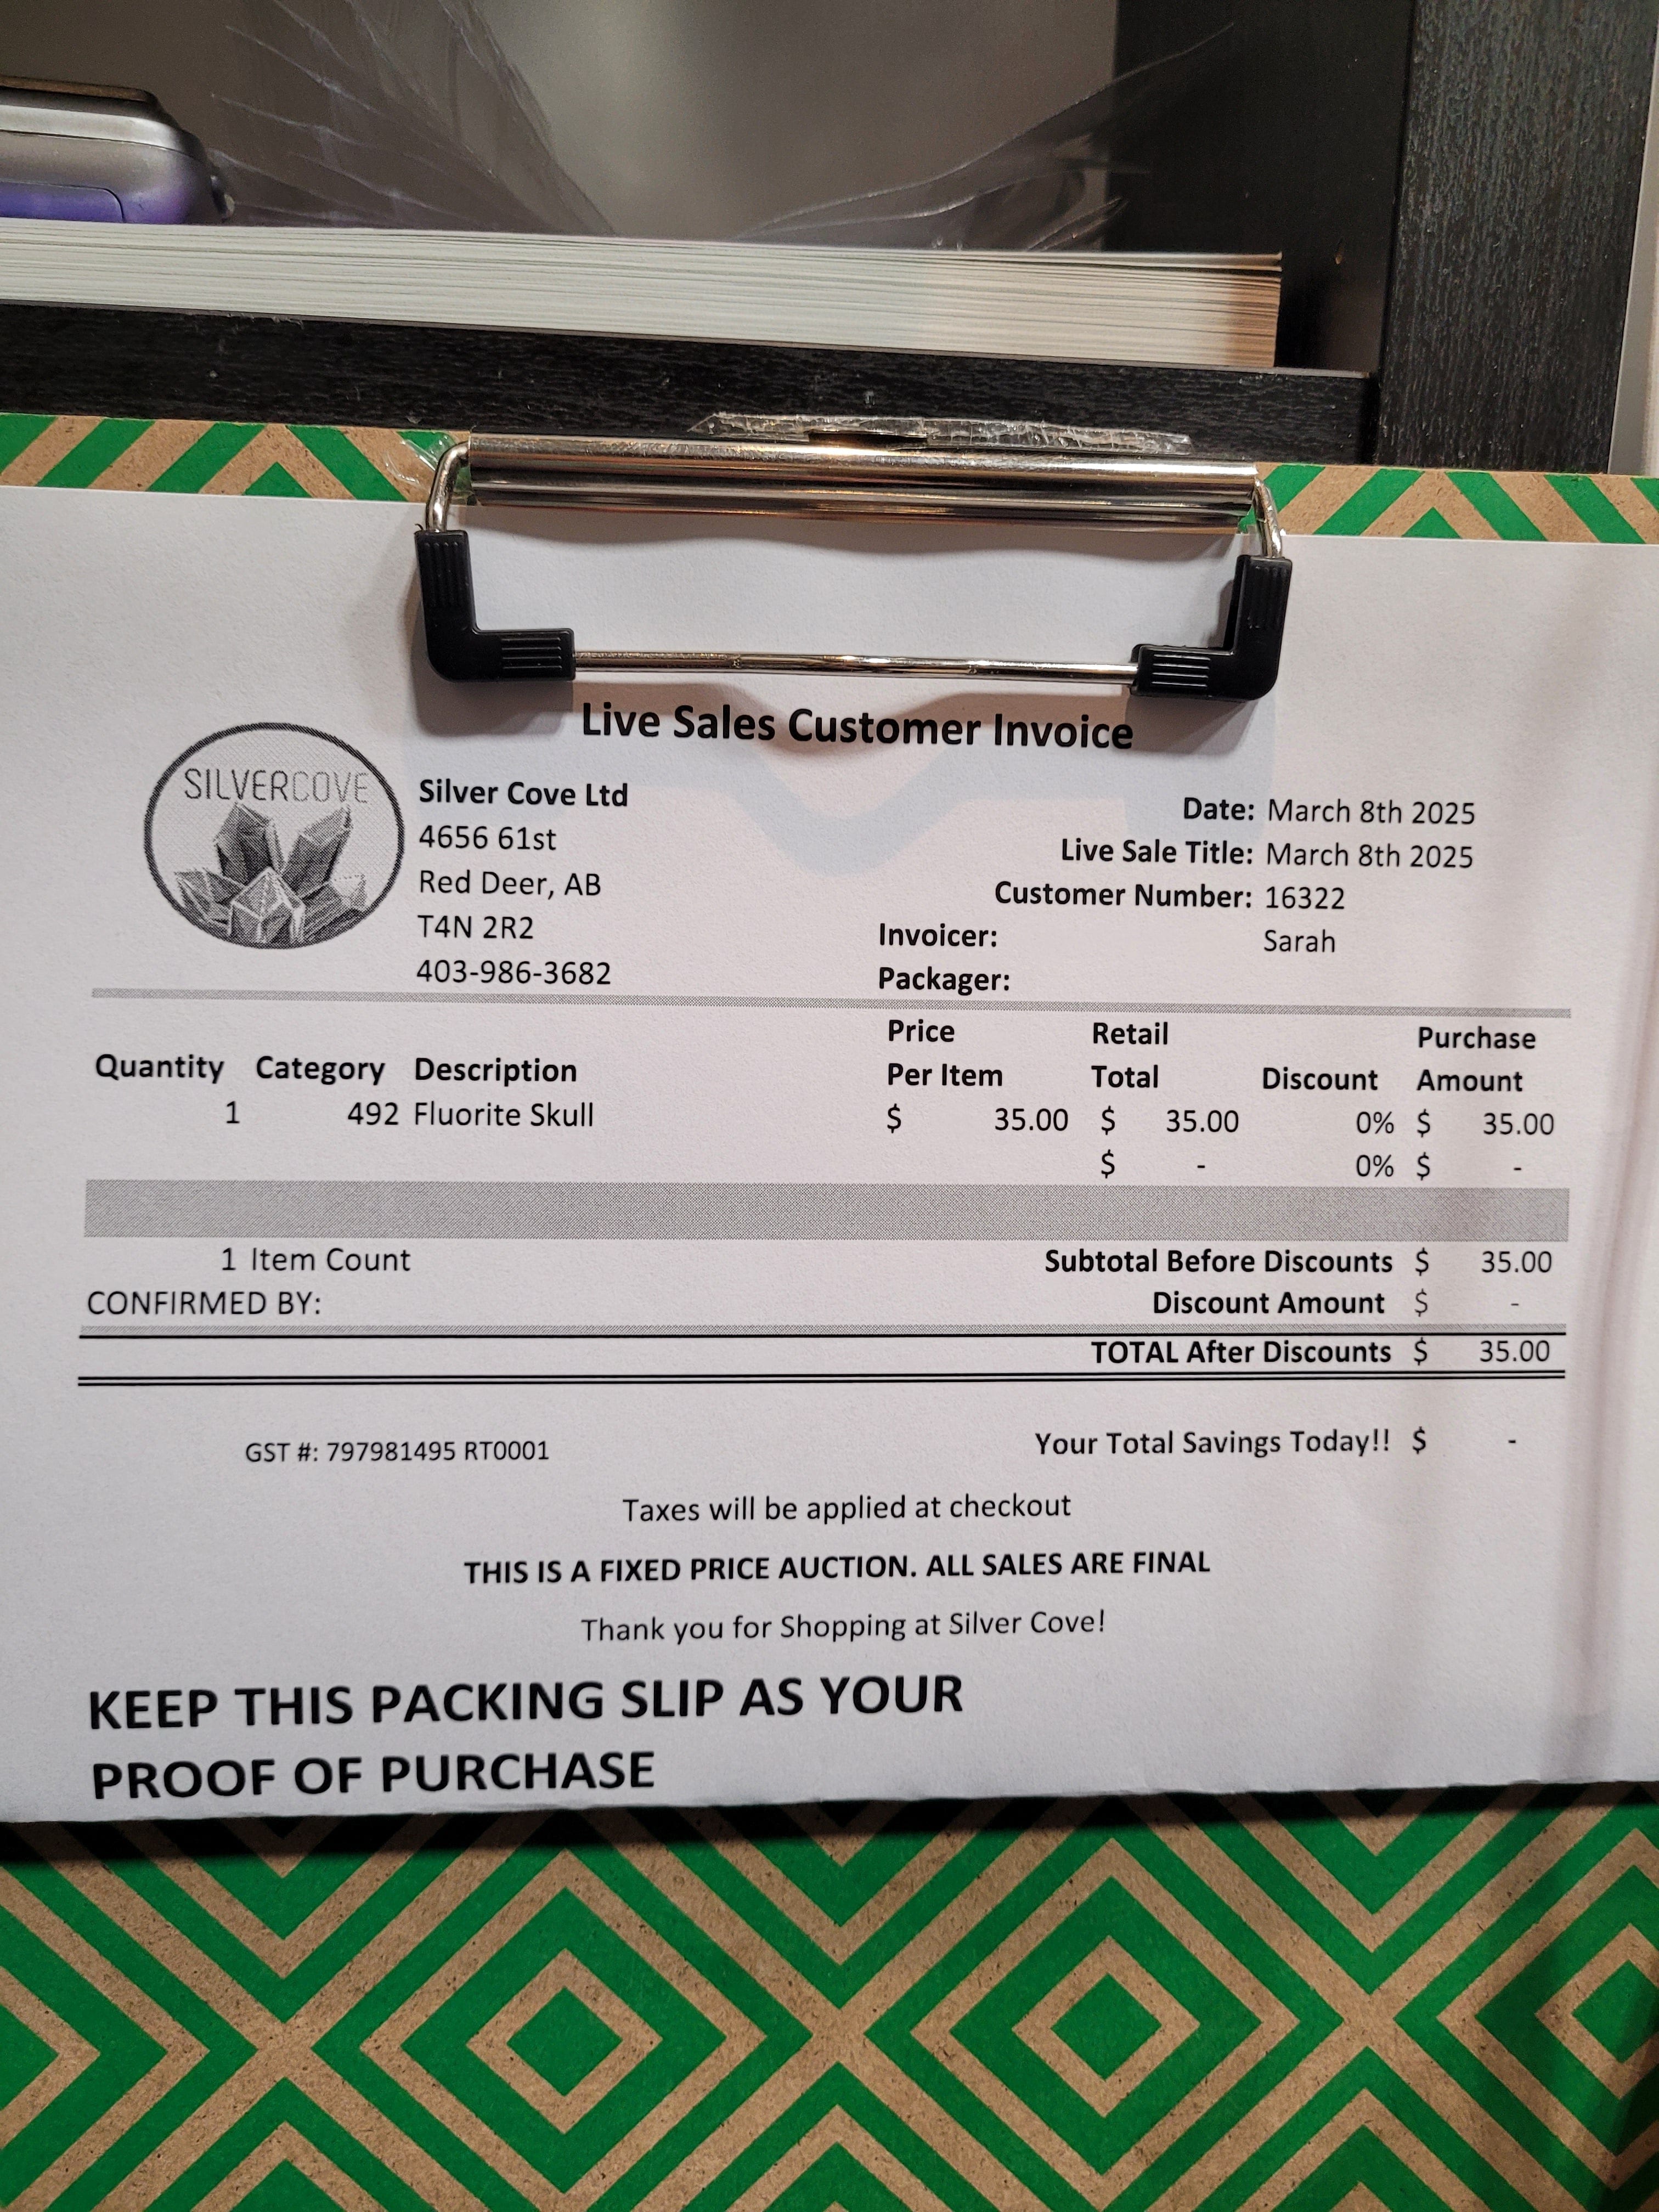 Live Sales Customer Invoice
SILVERCOVE
Silver Cove Ltd
4656 61st
Red Deer, AB
T4N 2R2
403-986-3682
Date: March 8th 2025
Live Sale Title: March 8th 2025
Customer Number: 16322
Invoicer: Sarah
Packager:
Quantity Category Description Price Per Item Retail Total Discount Purchase Amount
1 492 Fluorite Skull $ 35.00 $ 35.00 0% $ 35.00
$ - 0% $ -
1 Item Count Subtotal Before Discounts $ 35.00
CONFIRMED BY: Discount Amount $ -
TOTAL After Discounts $ 35.00
GST #: 797981495 RT0001 Your Total Savings Today!! $ -
Taxes will be applied at checkout
THIS IS A FIXED PRICE AUCTION. ALL SALES ARE FINAL
Thank you for Shopping at Silver Cove!
KEEP THIS PACKING SLIP AS YOUR
PROOF OF PURCHASE